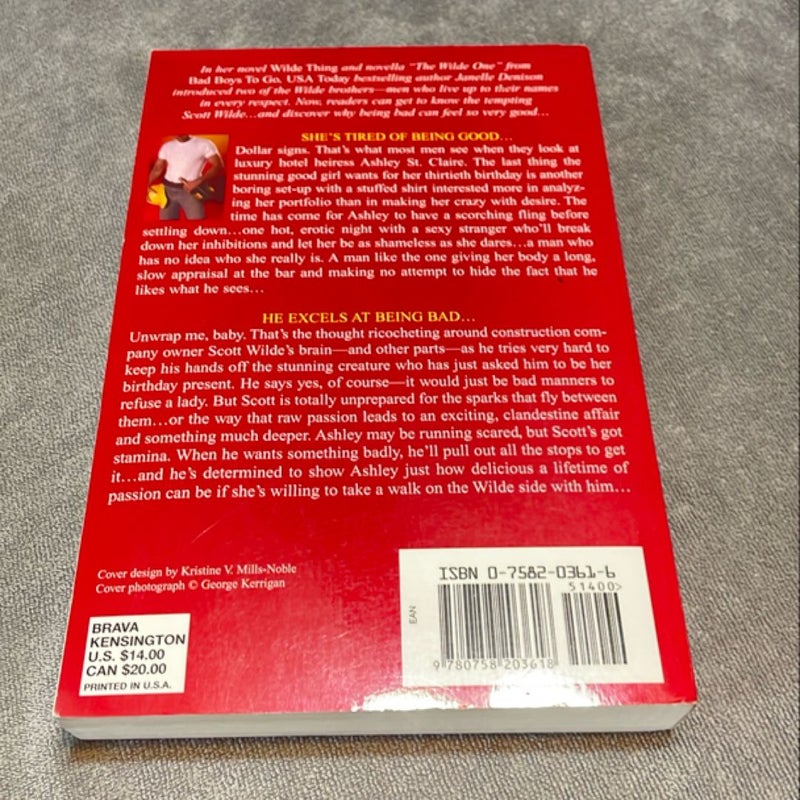 In her novel Wilde Thing and novella "The Wilde One" from
Bad Boys To Go, USA Today bestselling author Janelle Denison
introduced two of the Wilde brothers—men who live up to their names
in every respect. Now, readers can get to know the tempting
Scott Wilde...and discover why being bad can feel so very good...
SHE'S TIRED OF BEING GOOD...
Dollar signs. That's what most men see when they look at
luxury hotel heiress Ashley St. Claire. The last thing the
stunning good girl wants for her thirtieth birthday is another
boring set-up with a stuffed shirt interested more in analyz-
ing her portfolio than in making her crazy with desire. The
time has come for Ashley to have a scorching fling before
settling down...one hot, erotic night with a sexy stranger who'll break
down her inhibitions and let her be as shameless as she dares...a man who
has no idea who she really is. A man like the one giving her body a long,
slow appraisal at the bar and making no attempt to hide the fact that he
likes what he sees...
HE EXCELS AT BEING BAD...
Unwrap me, baby. That's the thought ricocheting around construction com-
pany owner Scott Wilde's brain—and other parts—as he tries very hard to
keep his hands off the stunning creature who has just asked him to be her
birthday present. He says yes, of course—it would just be bad manners to
refuse a lady. But Scott is totally unprepared for the sparks that fly between
them...or the way that raw passion leads to an exciting, clandestine affair
and something much deeper. Ashley may be running scared, but Scott's got
stamina. When he wants something badly, he'll pull out all the stops to get
it...and he's determined to show Ashley just how delicious a lifetime of
passion can be if she's willing to take a walk on the Wilde side with him...
Cover design by Kristine V. Mills-Noble
Cover photograph © George Kerrigan
BRAVA
KENSINGTON
U.S. $14.00
CAN $20.00
PRINTED IN U.S.A.
ISBN 0-7582-0361-6
51400>
EAN
9 780758 203618